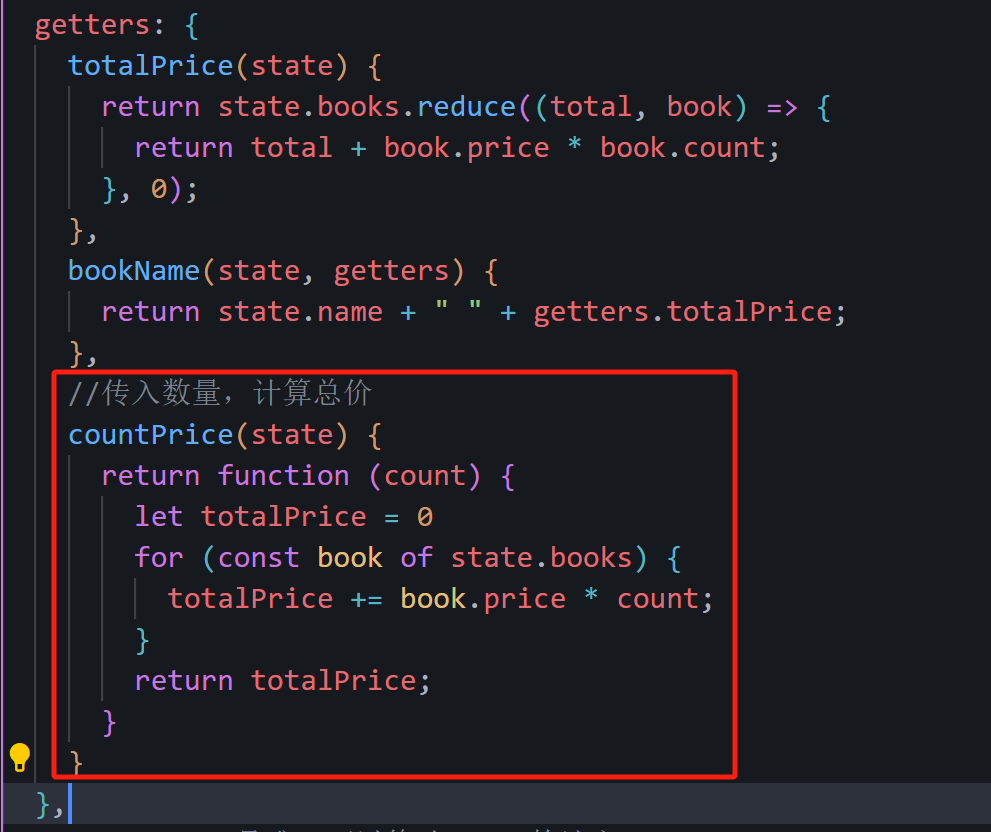 getters: {
totalPrice(state) {
return state.books.reduce((total, book) => {
return total + book.price * book.count;
}, 0);
},
bookName(state, getters) {
return state.name + " " + getters.totalPrice;
},
//传入数量，计算总价
countPrice(state) {
return function (count) {
let totalPrice = 0
for (const book of state.books) {
totalPrice += book.price * count;
}
return totalPrice;
}
}
},